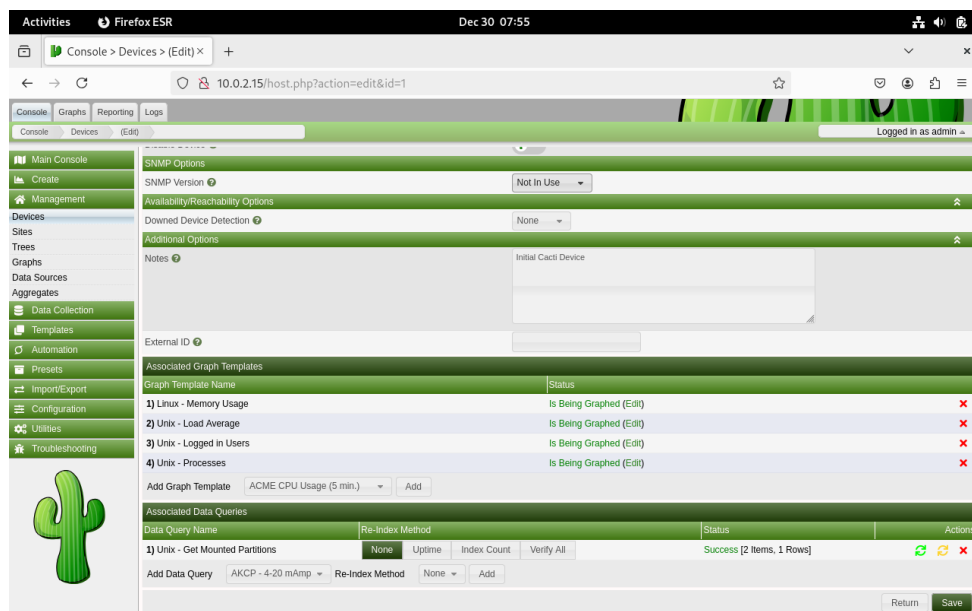 Activities Firefox ESR Dec 30 07:55
Console > Devices > (Edit) × +
10.0.2.15/host.php?action=edit&id=1
Console Graphs Reporting Logs
Console Devices (Edit) Logged in as admin
Main Console
Create
Management
Devices
Sites
Trees
Graphs
Data Sources
Aggregates
Data Collection
Templates
Automation
Presets
Import/Export
Configuration
Utilities
Troubleshooting
SNMP Options
SNMP Version Not In Use
Availability/Reachability Options
Downed Device Detection None
Additional Options
Notes Initial Cacti Device
External ID
Associated Graph Templates
Graph Template Name Status
1) Linux - Memory Usage Is Being Graphed (Edit)
2) Unix - Load Average Is Being Graphed (Edit)
3) Unix - Logged in Users Is Being Graphed (Edit)
4) Unix - Processes Is Being Graphed (Edit)
Add Graph Template ACME CPU Usage (5 min.) Add
Associated Data Queries
Data Query Name Re-Index Method Status Actions
1) Unix - Get Mounted Partitions None Uptime Index Count Verify All Success [2 Items, 1 Rows]
Add Data Query AKCP - 4-20 mAmp Re-Index Method None Add
Return Save